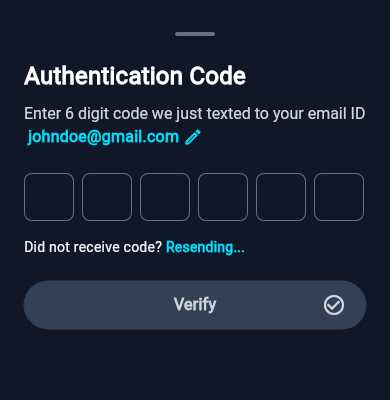 Authentication Code
Enter 6 digit code we just texted to your email ID
johndoe@gmail.com
Did not receive code? Resending...
Verify